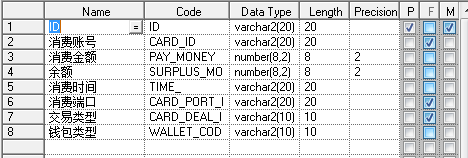 Name Code Data Type Length Precision P F M
1 ID = ID varchar2(20) 20
2 消费账号 CARD_ID varchar2(20) 20
3 消费金额 PAY_MONEY number(8,2) 8 2
4 余额 SURPLUS_MO number(8,2) 8 2
5 消费时间 TIME_ varchar2(20) 20
6 消费端口 CARD_PORT_I varchar2(20) 20
7 交易类型 CARD_DEAL_I varchar2(10) 10
8 钱包类型 WALLET_COD varchar2(10) 10